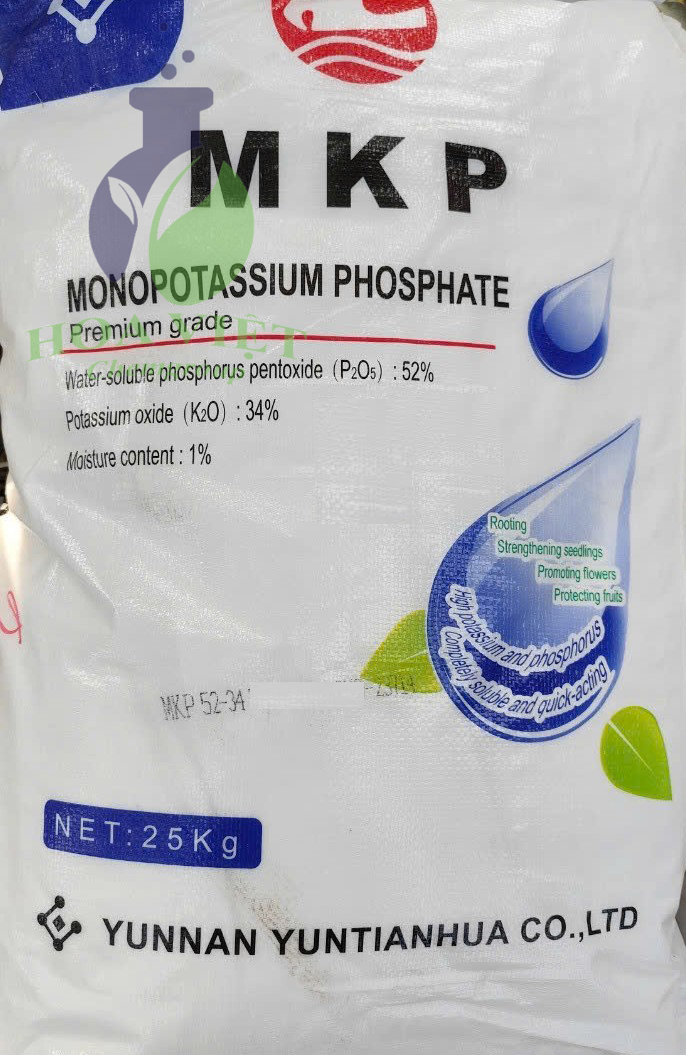 MKP
MONOPOTASSIUM PHOSPHATE
Premium grade
HÓA VIỆT
Water-soluble phosphorus pentoxide (P₂O₅) : 52%
Potassium oxide (K₂O) : 34%
Moisture content : 1%
Rooting
Strengthening seedlings
Promoting flowers
Protecting fruits
High potassium and phosphorus
Completely soluble and quick-acting
MKP 52-34
NET:25Kg
YUNNAN YUNTIANHUA CO.,LTD